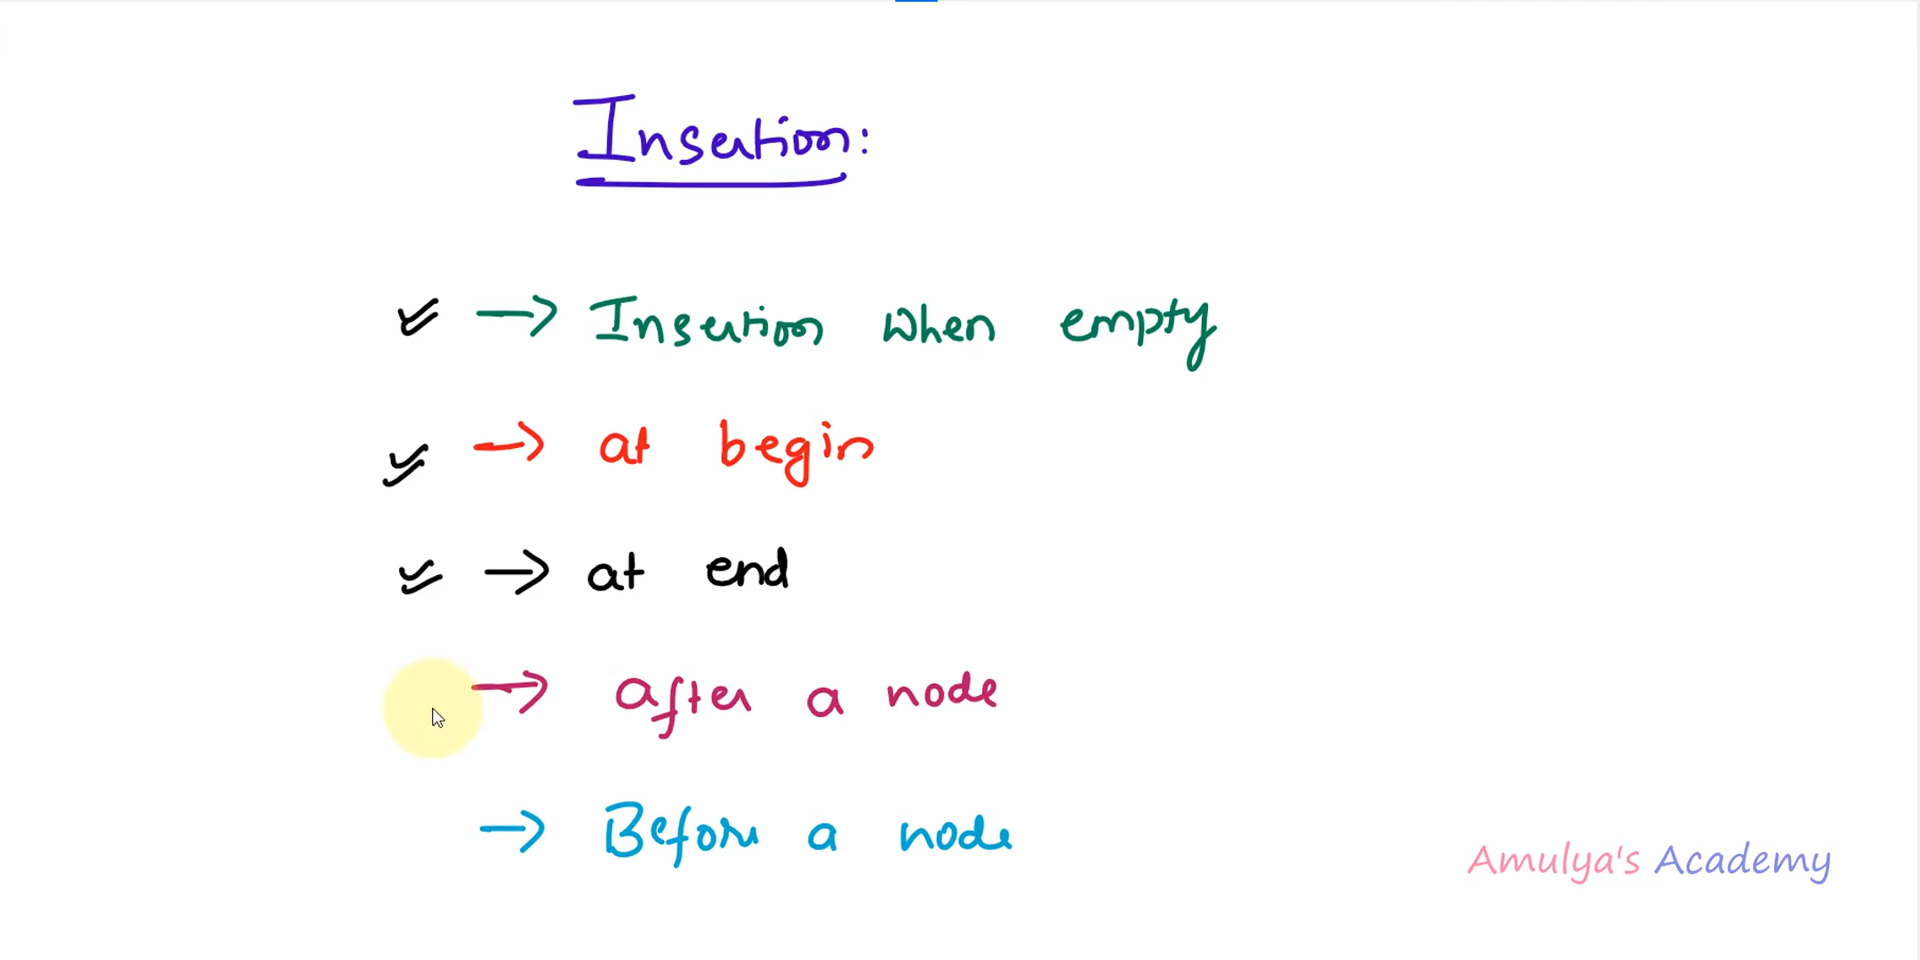 Insertion:
→ Insertion when empty
→ at begin
→ at end
→ After a node
→ Before a node
Amulya's Academy